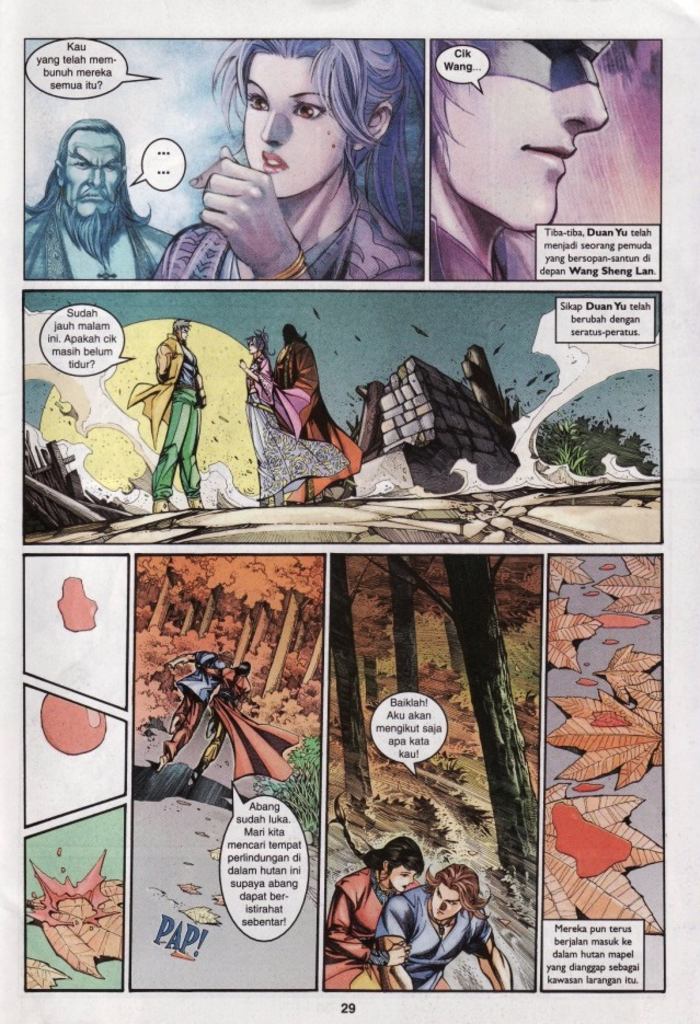 Kau
yang telah mem-
bunuh mereka
semua itu?
...
...
Cik
Wang...
Tiba-tiba, Duan Yu telah
menjadi seorang pemuda
yang bersopan-santun di
depan Wang Sheng Lan.
Sudah
jauh malam
ini. Apakah cik
masih belum
tidur?
Sikap Duan Yu telah
berubah dengan
seratus-peratus.
Abang
sudah luka.
Mari kita
mencari tempat
perlindungan di
dalam hutan ini
supaya abang
dapat ber-
istirahat
sebentar!
PAP!
Baiklah!
Aku akan
mengikut saja
apa kata
kau!
Mereka pun terus
berjalan masuk ke
dalam hutan mapel
yang dianggap sebagai
kawasan larangan itu.
29